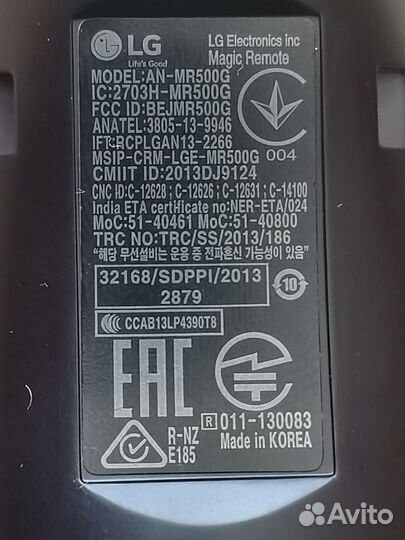 LG
Life's Good
LG Electronics inc
Magic Remote
MODEL:AN-MR500G
IC:2703H-MR500G
FCC ID:BEJMR500G
ANATEL:3805-13-9946
IFT:RCPLGAN13-2266
MSIP-CRM-LGE-MR500G 004
CMIIT ID:2013DJ9124
CNC ID:C-12628 ; C-12626 ; C-12631 ; C-14100
India ETA certificate no:NER-ETA/024
MoC:51-40461 MoC:51-40800
TRC NO:TRC/SS/2013/186
"해당 무선설비는 운용 중 전파혼신 가능성이 있음"
32168/SDPPI/2013
2879
10
CCAB13LP4390T8
EAC
R-NZ
E185
R 011-130083
Made in KOREA
Avito